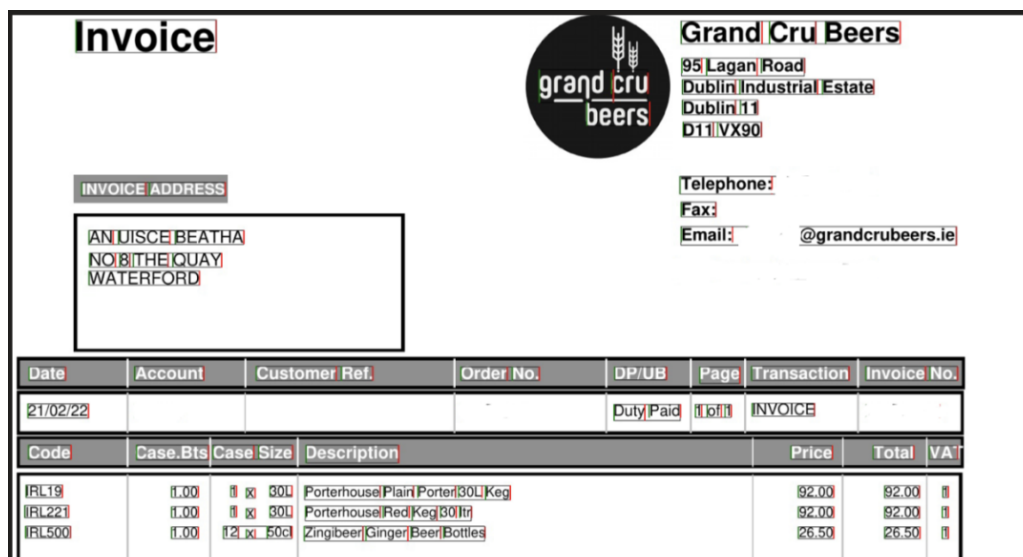 Invoice
grand cru
beers
Grand Cru Beers
95 Lagan Road
Dublin Industrial Estate
Dublin 11
D11 VX90
INVOICE ADDRESS
Telephone:
Fax:
Email: @grandcrubeers.ie
AN UISCE BEATHA
NO 8 THE QUAY
WATERFORD
Date Account Customer Ref. Order No. DP/UB Page Transaction Invoice No.
21/02/22 Duty Paid 1 of 1 INVOICE
Code Case.Bts Case Size Description Price Total VAT
IRL19 1.00 1 x 30L Porterhouse Plain Porter 30L Keg 92.00 92.00 1
IRL221 1.00 1 x 30L Porterhouse Red Keg 30 ltr 92.00 92.00 1
IRL500 1.00 12 x 50cl Zingibeer Ginger Beer Bottles 26.50 26.50 1